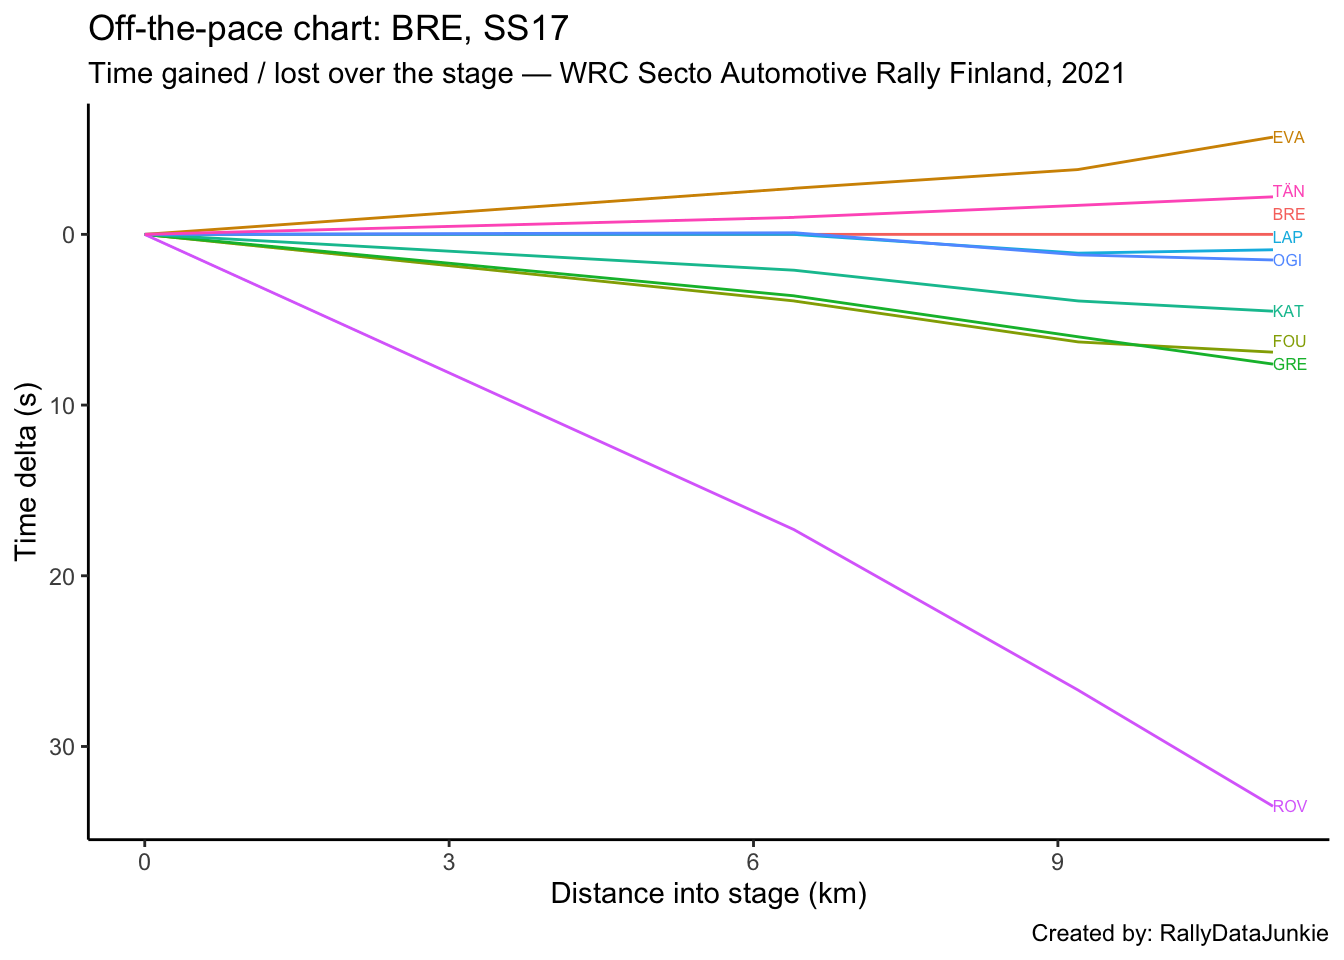 Off-the-pace chart: BRE, SS17
Time gained / lost over the stage — WRC Secto Automotive Rally Finland, 2021
EVA
TÄN
BRE
LAP
OGI
KAT
FOU
GRE
ROV
0
10
20
30
Time delta (s)
0 3 6 9
Distance into stage (km)
Created by: RallyDataJunkie